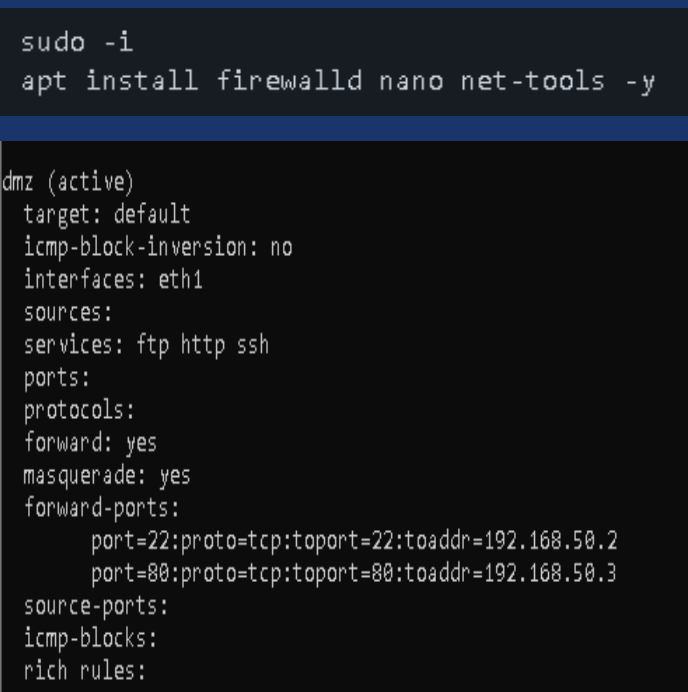 sudo -i
apt install firewalld nano net-tools -y
dmz (active)
target: default
icmp-block-inversion: no
interfaces: eth1
sources:
services: ftp http ssh
ports:
protocols:
forward: yes
masquerade: yes
forward-ports:
port=22:proto=tcp:toport=22:toaddr=192.168.50.2
port=80:proto=tcp:toport=80:toaddr=192.168.50.3
source-ports:
icmp-blocks:
rich rules: